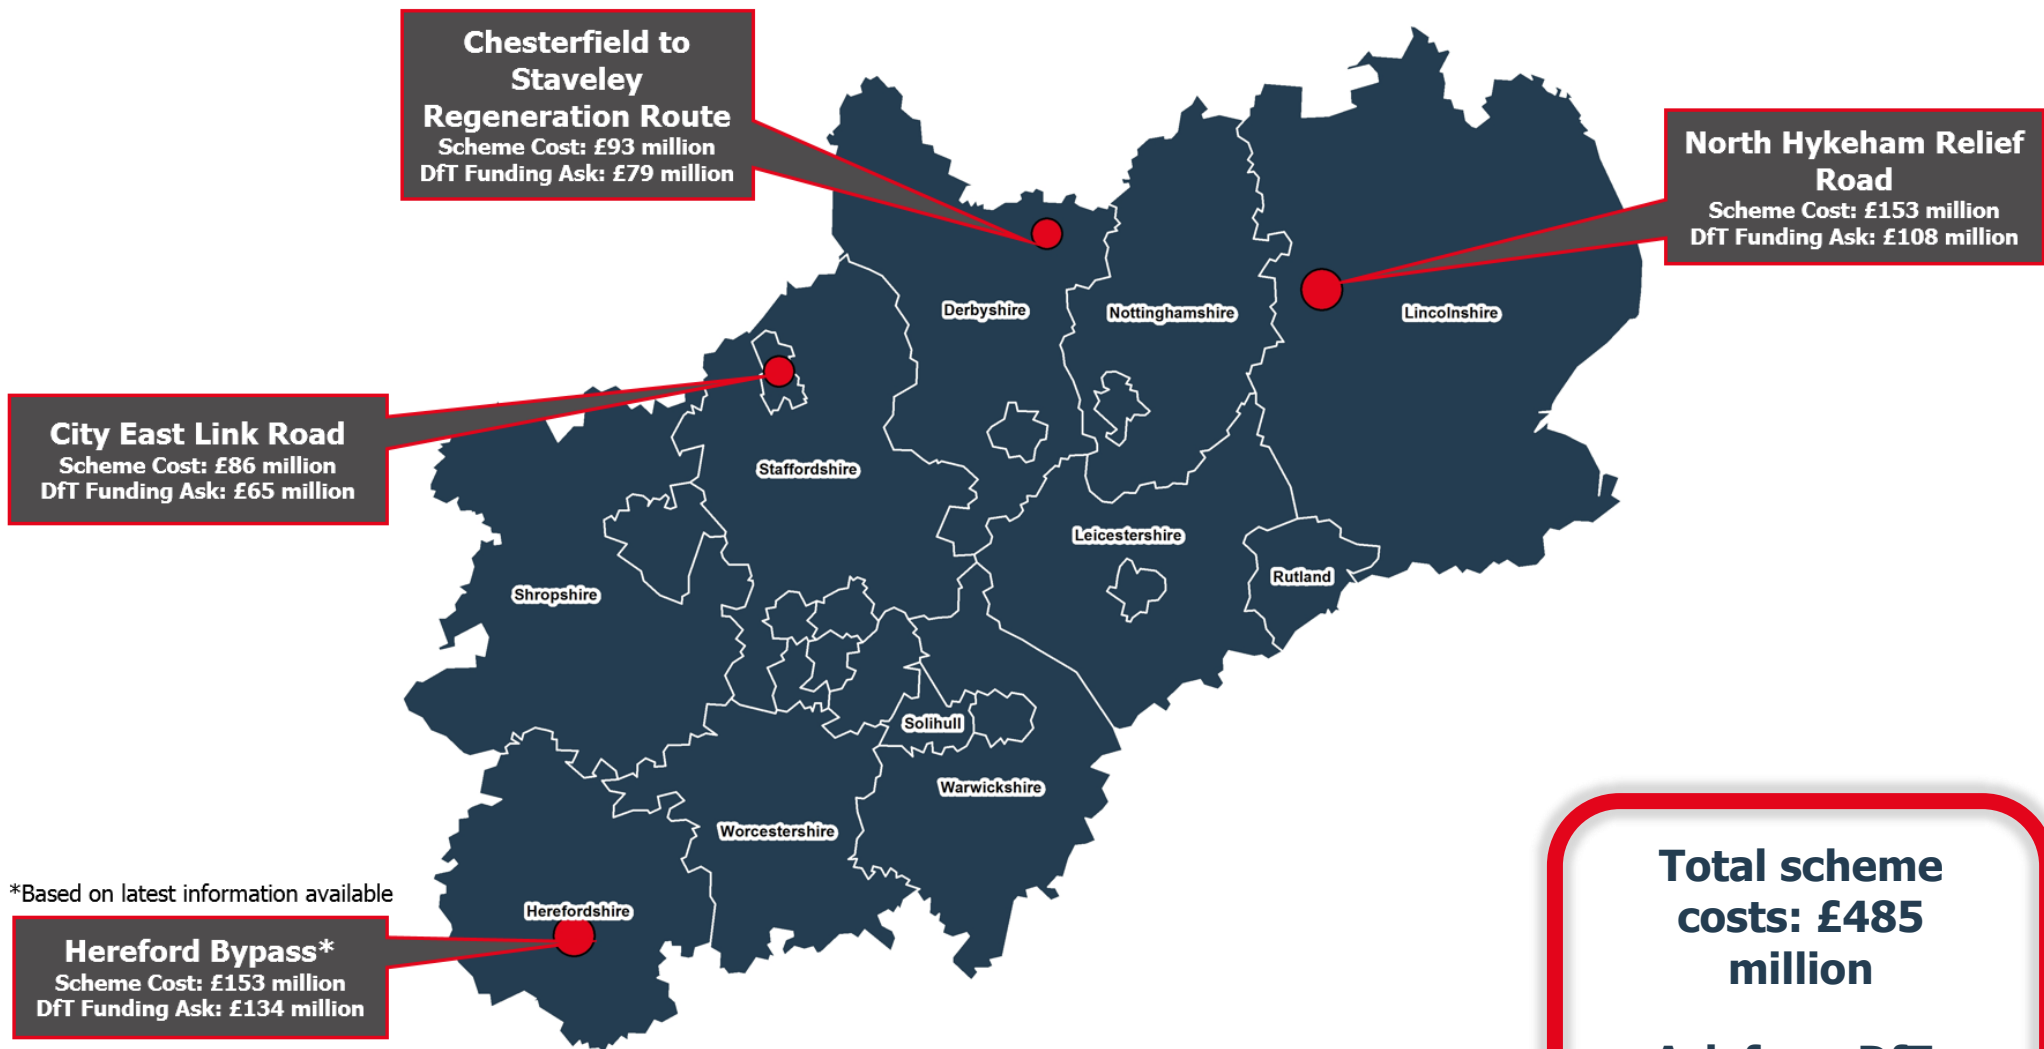 Chesterfield to
Staveley
Regeneration Route
Scheme Cost: £93 million
DfT Funding Ask: £79 million
North Hykeham Relief
Road
Scheme Cost: £153 million
DfT Funding Ask: £108 million
Derbyshire
Nottinghamshire
Lincolnshire
City East Link Road
Scheme Cost: £86 million
DfT Funding Ask: £65 million
Staffordshire
Leicestershire
Rutland
Shropshire
Solihull
Warwickshire
Worcestershire
Herefordshire
*Based on latest information available
Hereford Bypass*
Scheme Cost: £153 million
DfT Funding Ask: £134 million
Total scheme
costs: £485
million